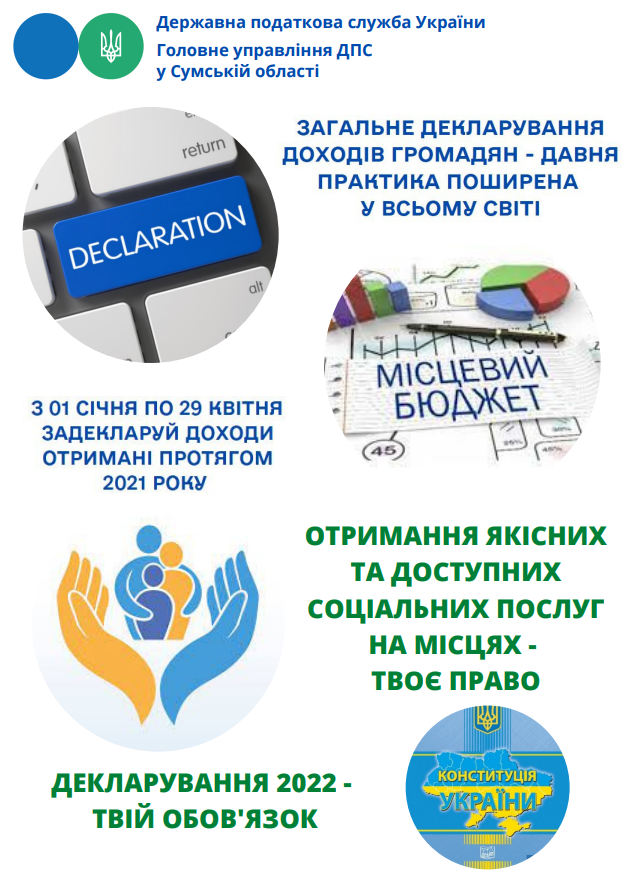 Державна податкова служба України
Головне управління ДПС
у Сумській області
ЗАГАЛЬНЕ ДЕКЛАРУВАННЯ
ДОХОДІВ ГРОМАДЯН - ДАВНЯ
ПРАКТИКА ПОШИРЕНА
У ВСЬОМУ СВІТІ
return
DECLARATION
alt
МІСЦЕВИЙ
БЮДЖЕТ
45
З 01 СІЧНЯ ПО 29 КВІТНЯ
ЗАДЕКЛАРУЙ ДОХОДИ
ОТРИМАНІ ПРОТЯГОМ
2021 РОКУ
ОТРИМАННЯ ЯКІСНИХ
ТА ДОСТУПНИХ
СОЦІАЛЬНИХ ПОСЛУГ
НА МІСЦЯХ -
ТВОЄ ПРАВО
КОНСТИТУЦІЯ
УКРАЇНИ
ДЕКЛАРУВАННЯ 2022 -
ТВІЙ ОБОВ'ЯЗОК